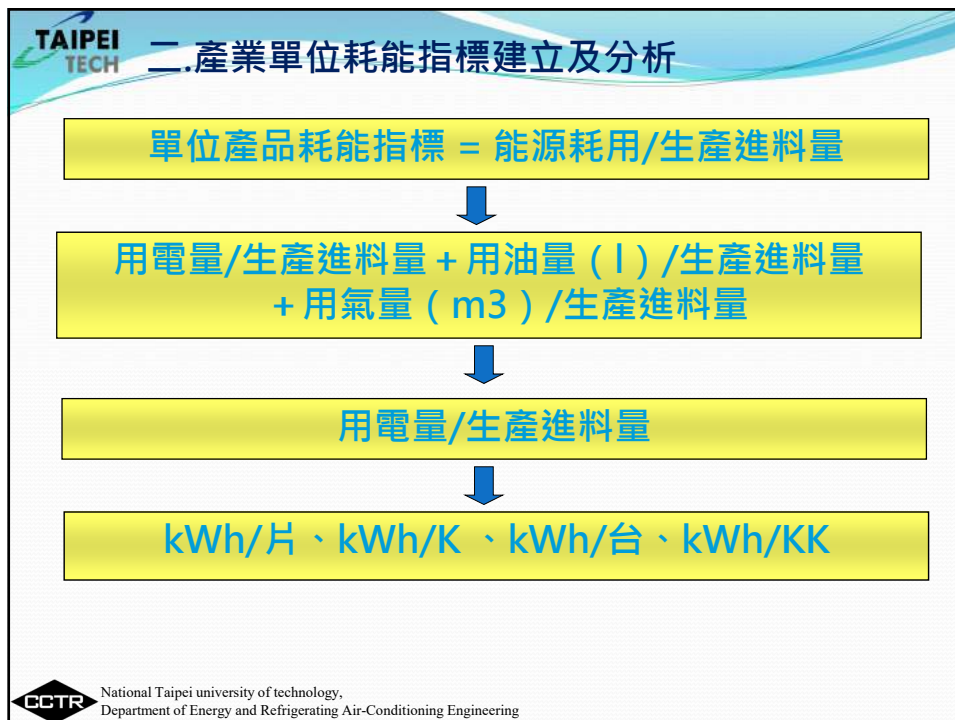 TAIPEI
TECH
二.產業單位耗能指標建立及分析
單位產品耗能指標 = 能源耗用/生產進料量
用電量/生產進料量＋用油量（l）/生產進料量
＋用氣量（m3）/生產進料量
用電量/生產進料量
kWh/片、kWh/K 、kWh/台、kWh/KK
CCTR
National Taipei university of technology,
Department of Energy and Refrigerating Air-Conditioning Engineering